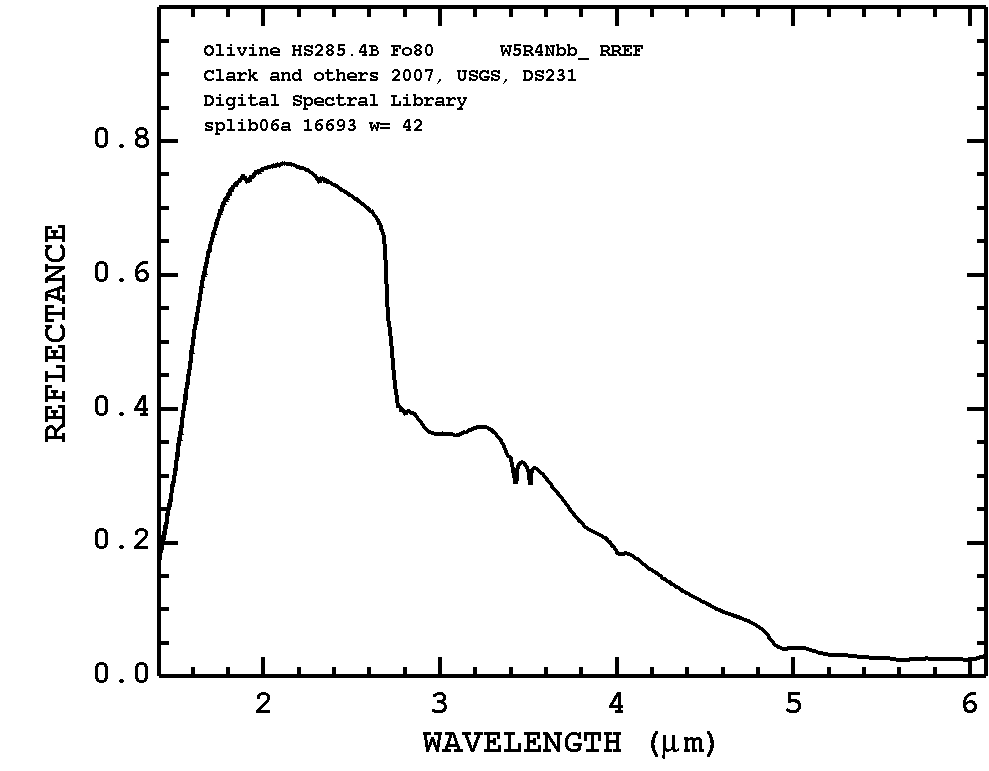 Olivine HS285.4B Fo80 W5R4Nbb_ RREF
Clark and others 2007, USGS, DS231
Digital Spectral Library
splib06a 16693 w= 42
0.8
0.6
0.4
0.2
0.0
REFLECTANCE
2 3 4 5 6
WAVELENGTH (μm)